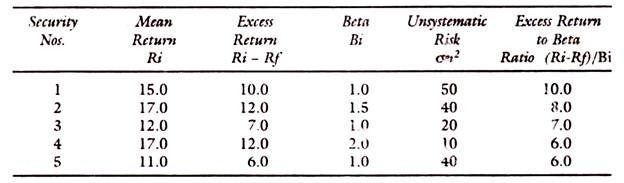 Security Mean Excess Beta Unsystematic Excess Return
Nos. Return Return Bi Risk to Beta
Ri Ri – Rf σn² Ratio (Ri-Rf)/Bi
1 15.0 10.0 1.0 50 10.0
2 17.0 12.0 1.5 40 8.0
3 12.0 7.0 1.0 20 7.0
4 17.0 12.0 2.0 10 6.0
5 11.0 6.0 1.0 40 6.0